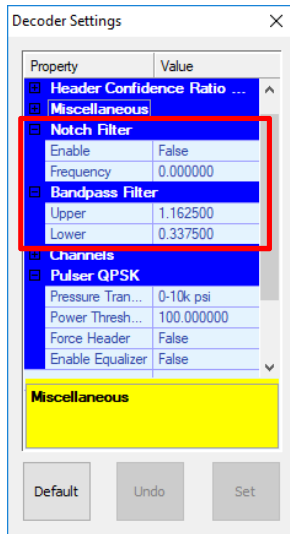 Decoder Settings
Property Value
Header Confidence Ratio ...
Miscellaneous
Notch Filter
Enable False
Frequency 0.000000
Bandpass Filter
Upper 1.162500
Lower 0.337500
Channels
Pulser QPSK
Pressure Tran... 0-10k psi
Power Thresh... 100.000000
Force Header False
Enable Equalizer False
Miscellaneous
Default Undo Set